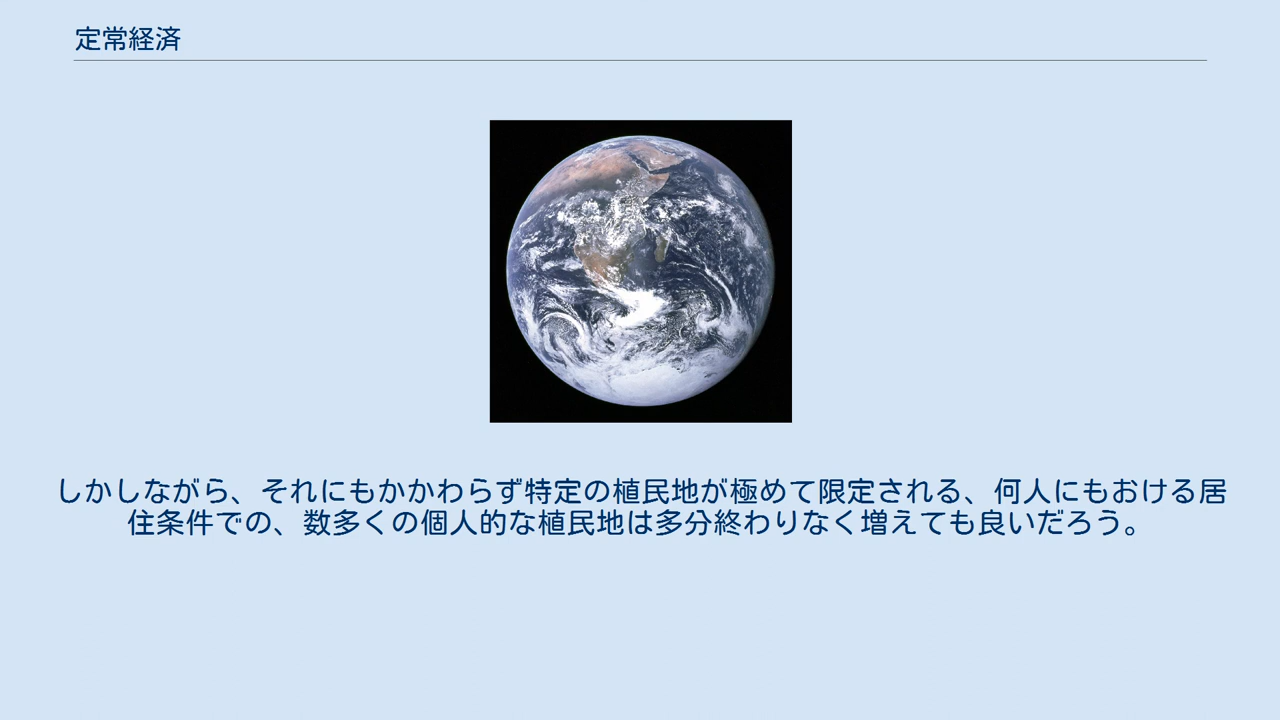 定常経済
しかしながら、それにもかかわらず特定の植民地が極めて限定される、何人にもおける居
住条件での、数多くの個人的な植民地は多分終わりなく増えても良いだろう。